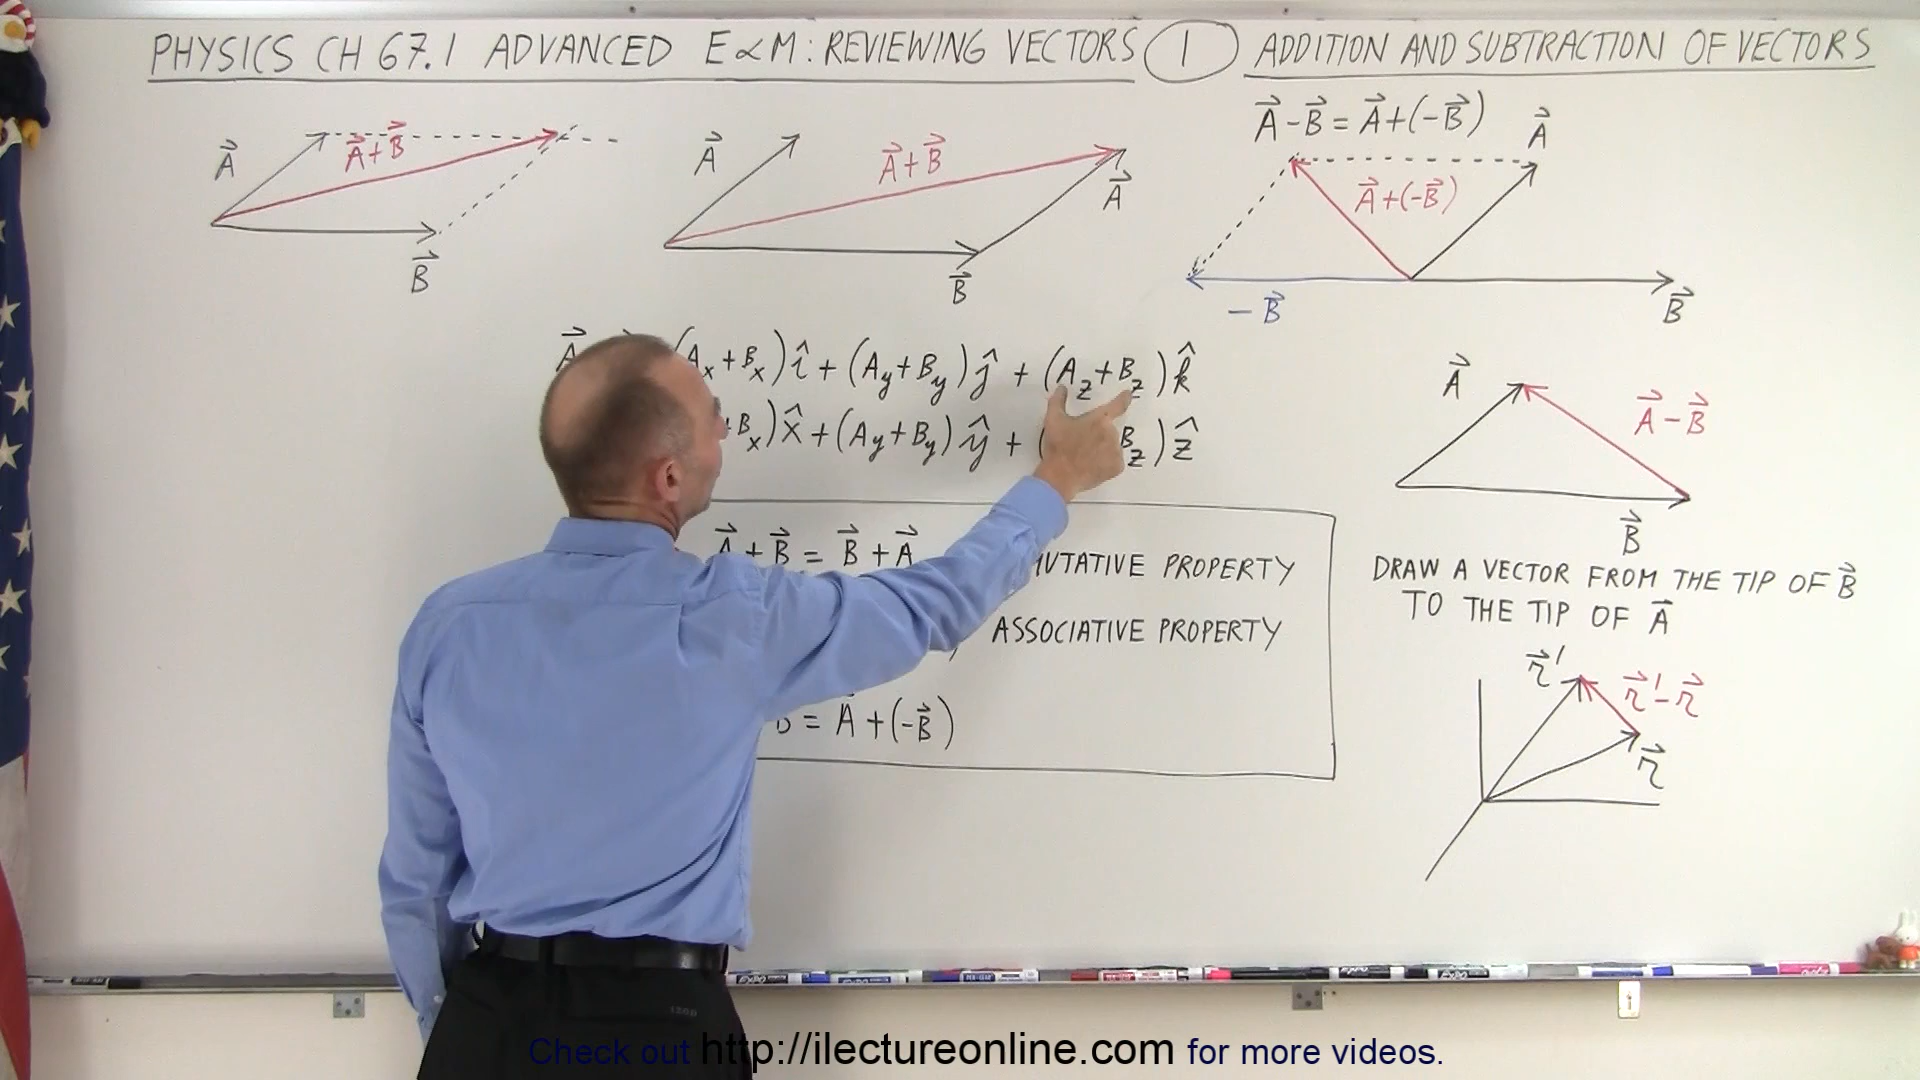 PHYSICS CH 67.1 ADVANCED E&M: REVIEWING VECTORS 1 ADDITION AND SUBTRACTION OF VECTORS
A⃗
A⃗+B⃗
B⃗
A⃗
A⃗+B⃗
A⃗
B⃗
A⃗-B⃗=A⃗+(-B⃗)
A⃗
A⃗+(-B⃗)
-B⃗
B⃗
A⃗ Ax+Bx)î+(Ay+By)ĵ+(Az+Bz)k̂
+Bx)x̂+(Ay+By)ŷ+( Bz)ẑ
A⃗+B⃗=B⃗+A⃗ MUTATIVE PROPERTY
ASSOCIATIVE PROPERTY
B=A⃗+(-B⃗)
A⃗
A⃗-B⃗
B⃗
DRAW A VECTOR FROM THE TIP OF B⃗
TO THE TIP OF A⃗
r⃗'
r⃗'-r⃗
r⃗
Check out http://ilectureonline.com for more videos.